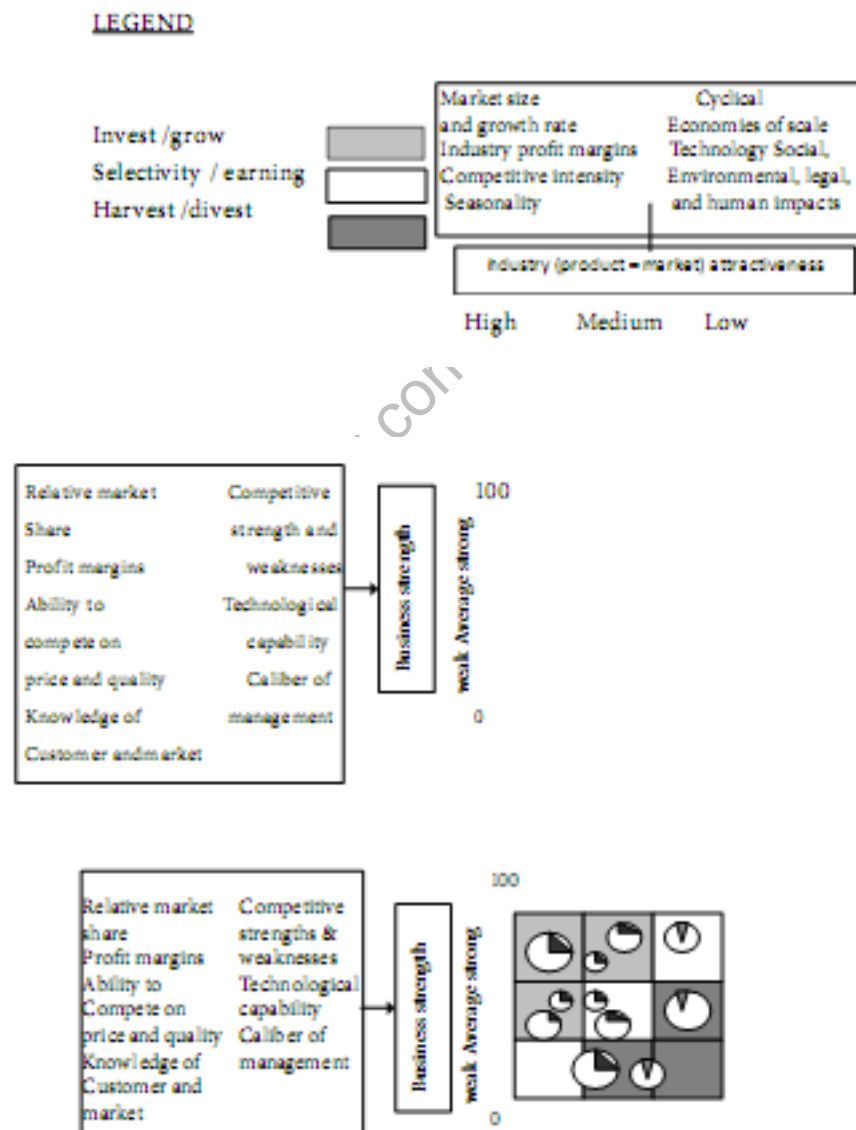 LEGEND
Invest /grow
Selectivity / earning
Harvest /divest
Market size Cyclical
and growth rate Economies of scale
Industry profit margins Technology Social,
Competitive intensity Environmental, legal,
Seasonality and human impacts
Industry (product = market) attractiveness
High Medium Low
Relative market Competitive
Share strength and
Profit margins weaknesses
Ability to Technological
compete on capability
price and quality Caliber of
Knowledge of management
Customer andmarket
Business strength
weak Average strong
100
0
Relative market Competitive
share strengths &
Profit margins weaknesses
Ability to Technological
Compete on capability
price and quality Caliber of
Knowledge of management
Customer and
market
Business strength
weak Average strong
100
0